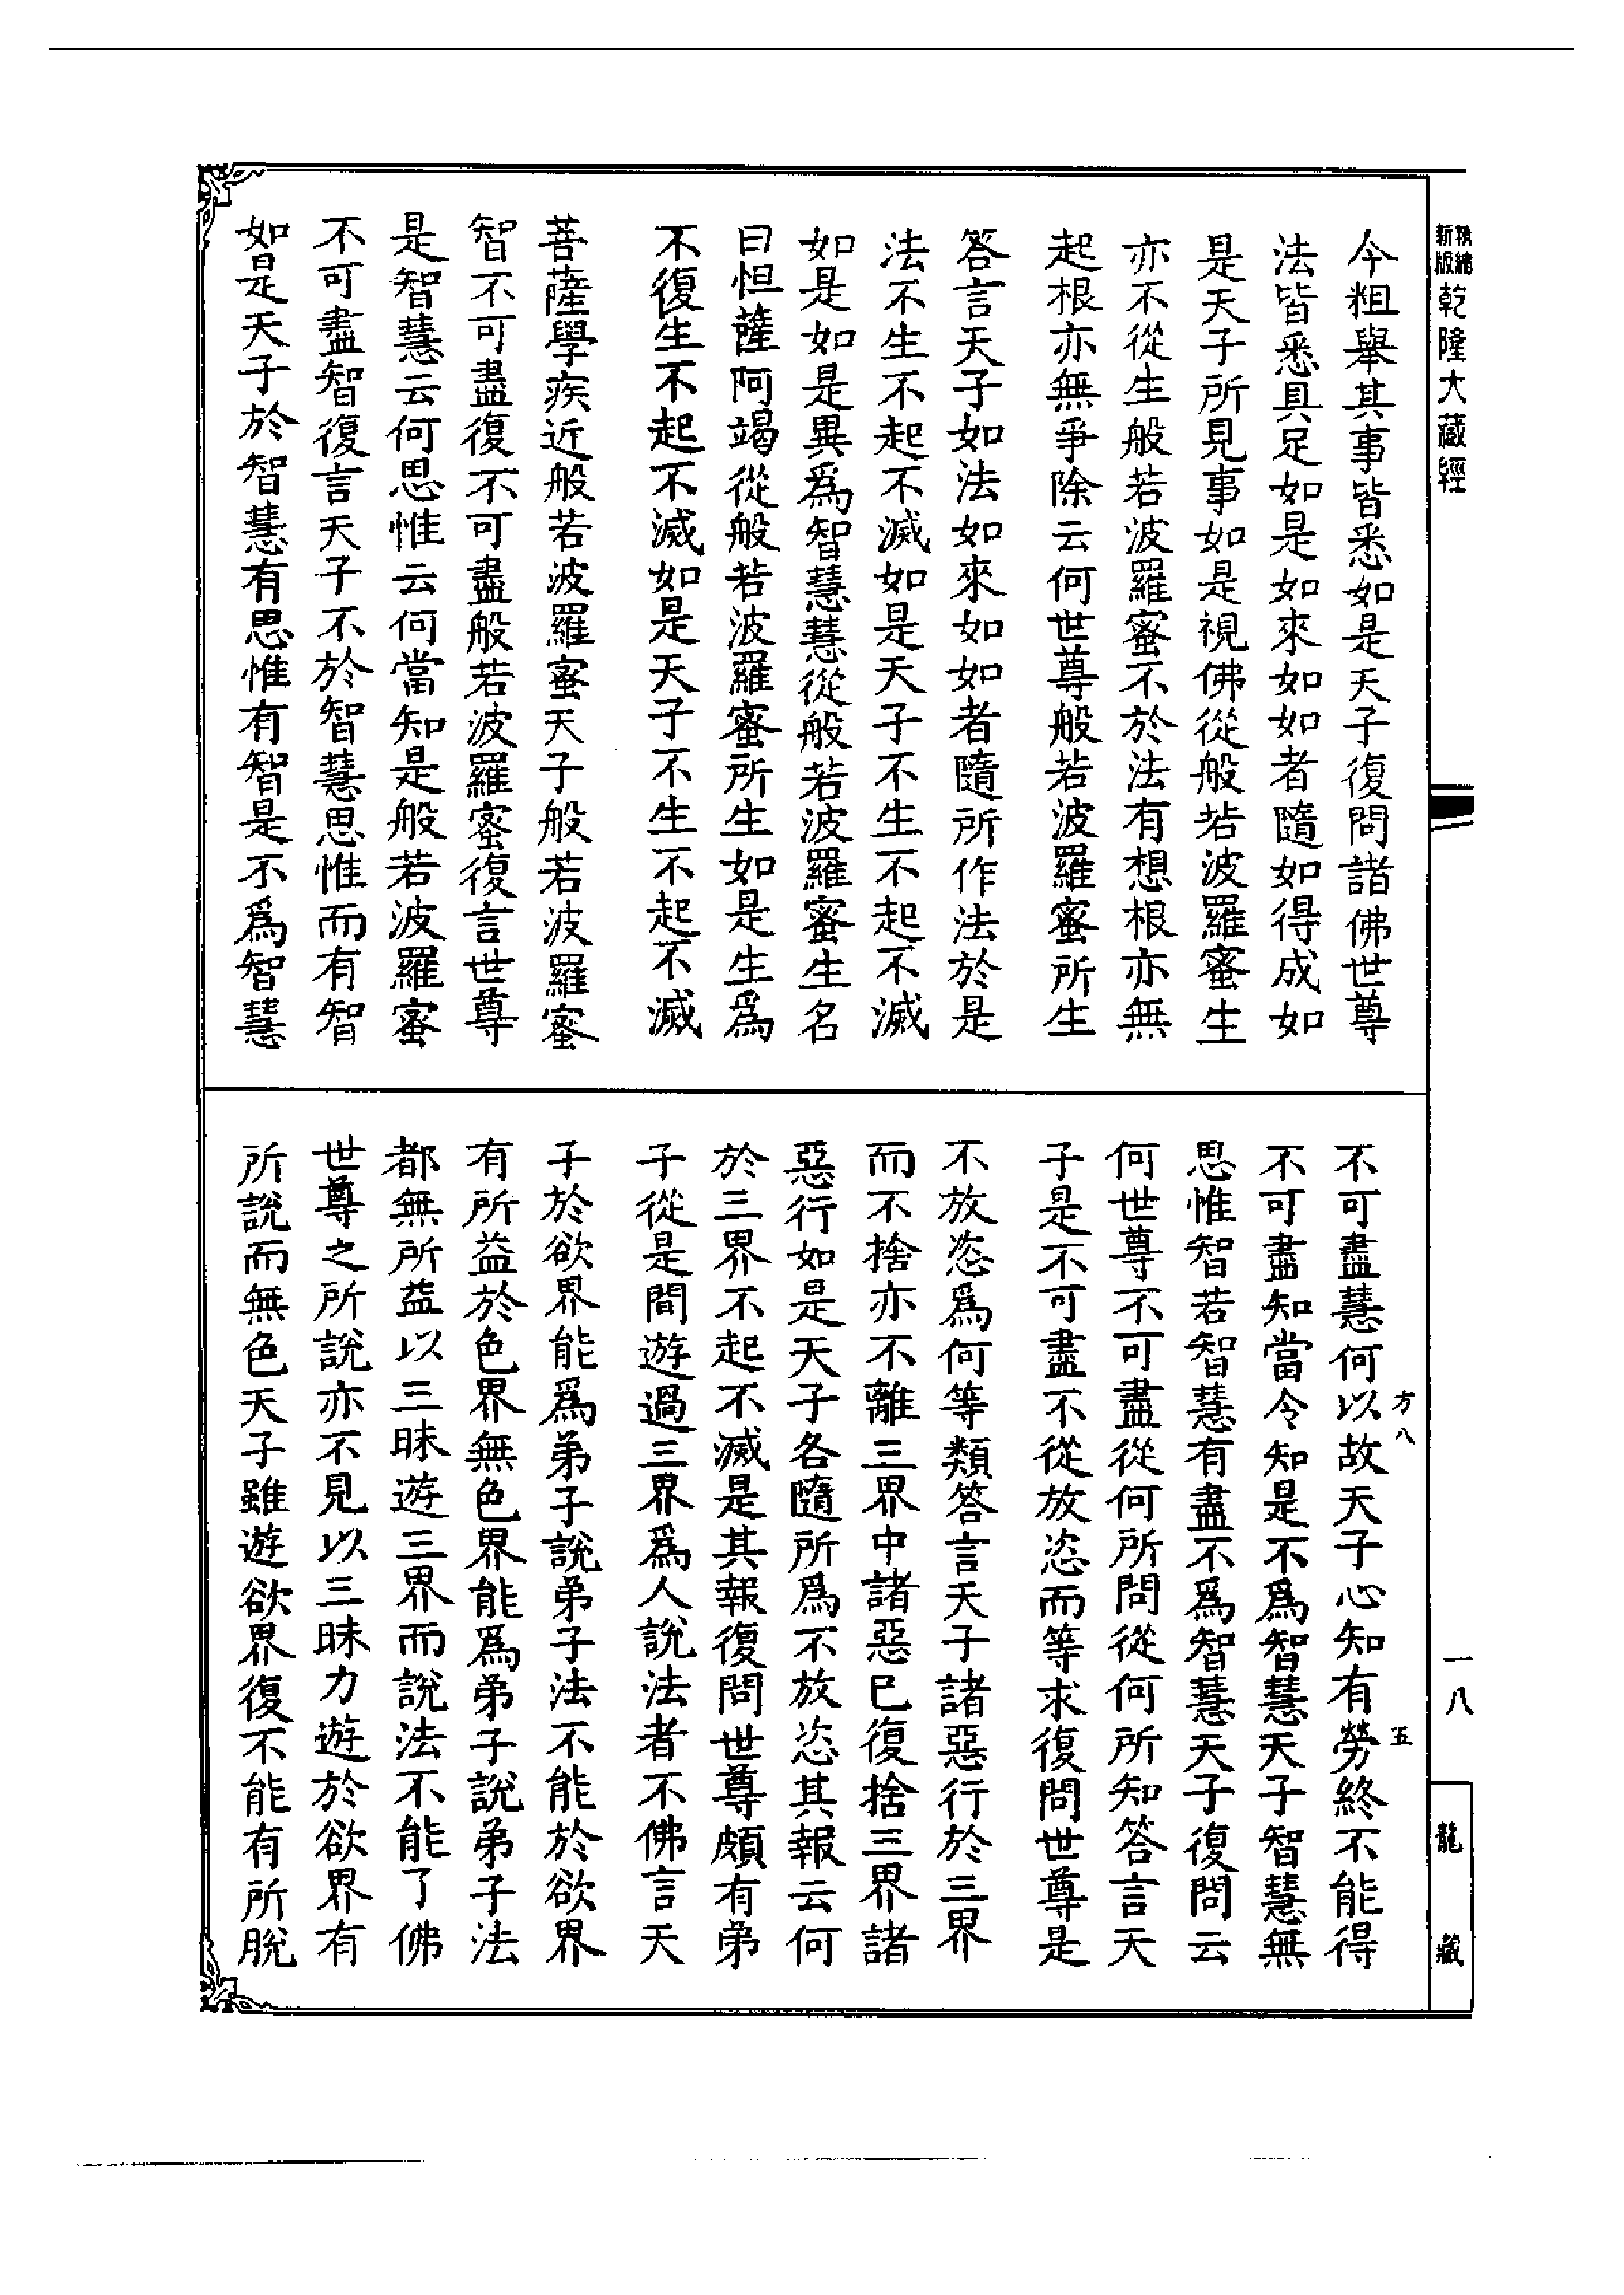 新版
精繪
乾隆大藏經
今粗舉其事皆悉如是天子復問諸佛世尊
法皆悉具足如是如來如如者隨如得成如
是天子所見事如是視佛從般若波羅蜜生
亦不從生般若波羅蜜不於法有想根亦無
起根亦無爭除云何世尊般若波羅蜜所生
答言天子如法如來如如者隨所作法於是
法不生不起不滅如是天子不生不起不滅
如是如是異為智慧慧從般若波羅蜜生名
曰怛薩阿竭從般若波羅蜜所生如是生為
不復生不起不滅如是天子不生不起不滅
菩薩學疾近般若波羅蜜天子般若波羅蜜
智不可盡復不可盡般若波羅蜜復言世尊
是智慧云何思惟云何當知是般若波羅蜜
不可盡智復言天子不於智慧思惟而有智
如是天子於智慧有思惟有智是不為智慧
不可盡慧何以故天子心知有勞終不能得
不可盡知當令知是不為智慧天子智慧無
思惟智若智慧有盡不為智慧天子復問云
何世尊不可盡從何所問從何所知答言天
子是不可盡不從放恣而等求復問世尊是
不放恣為何等類答言天子諸惡行於三界
而不捨亦不離三界中諸惡已復捨三界諸
惡行如是天子各隨所為不放恣其報云何
於三界不起不滅是其報復問世尊頗有弟
子從是間遊過三界為人說法者不佛言天
子於欲界能為弟子說弟子法不能於欲界
有所益於色界無色界能為弟子說弟子法
都無所益以三昧遊三界而說法不能了佛
世尊之所說亦不見以三昧力遊於欲界有
所說而無色天子雖遊欲界復不能有所脫
方八
五
一八
龍藏